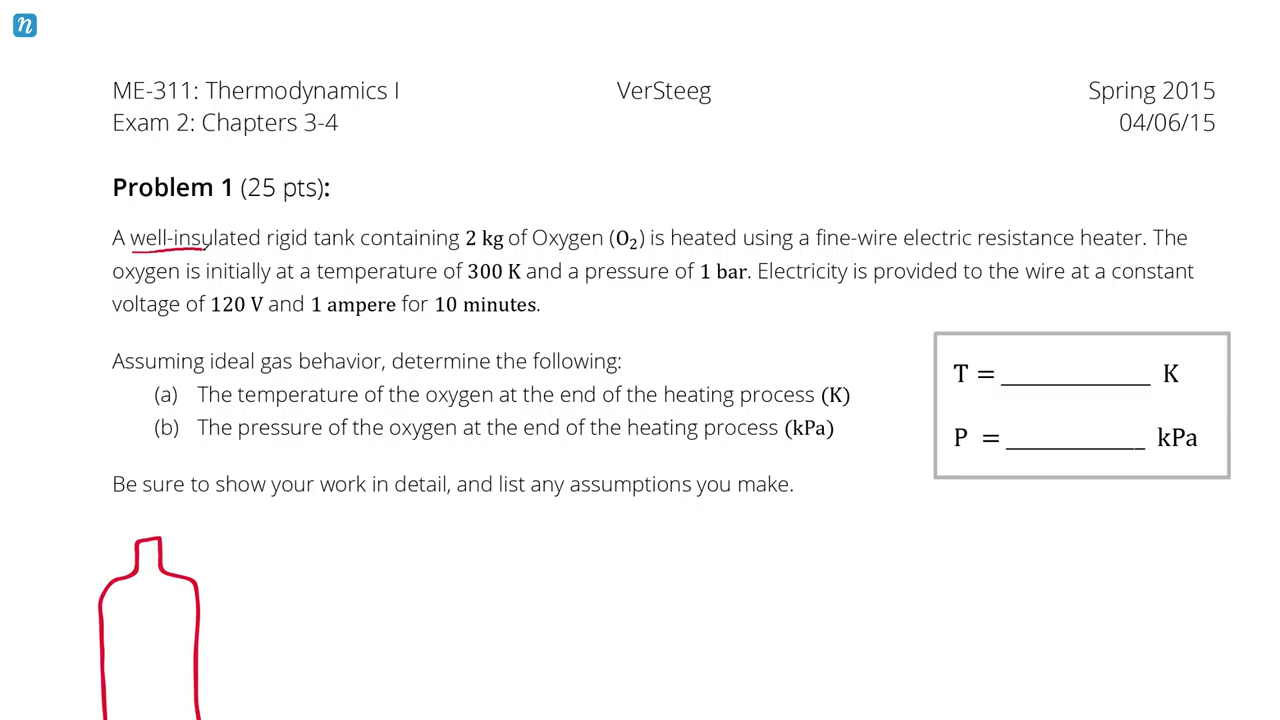 n
ME-311: Thermodynamics I VerSteeg Spring 2015
Exam 2: Chapters 3-4 04/06/15
Problem 1 (25 pts):
A well-insulated rigid tank containing 2 kg of Oxygen (O₂) is heated using a fine-wire electric resistance heater. The
oxygen is initially at a temperature of 300 K and a pressure of 1 bar. Electricity is provided to the wire at a constant
voltage of 120 V and 1 ampere for 10 minutes.
Assuming ideal gas behavior, determine the following:
(a) The temperature of the oxygen at the end of the heating process (K)
(b) The pressure of the oxygen at the end of the heating process (kPa)
T = ____________ K
P = ____________ kPa
Be sure to show your work in detail, and list any assumptions you make.